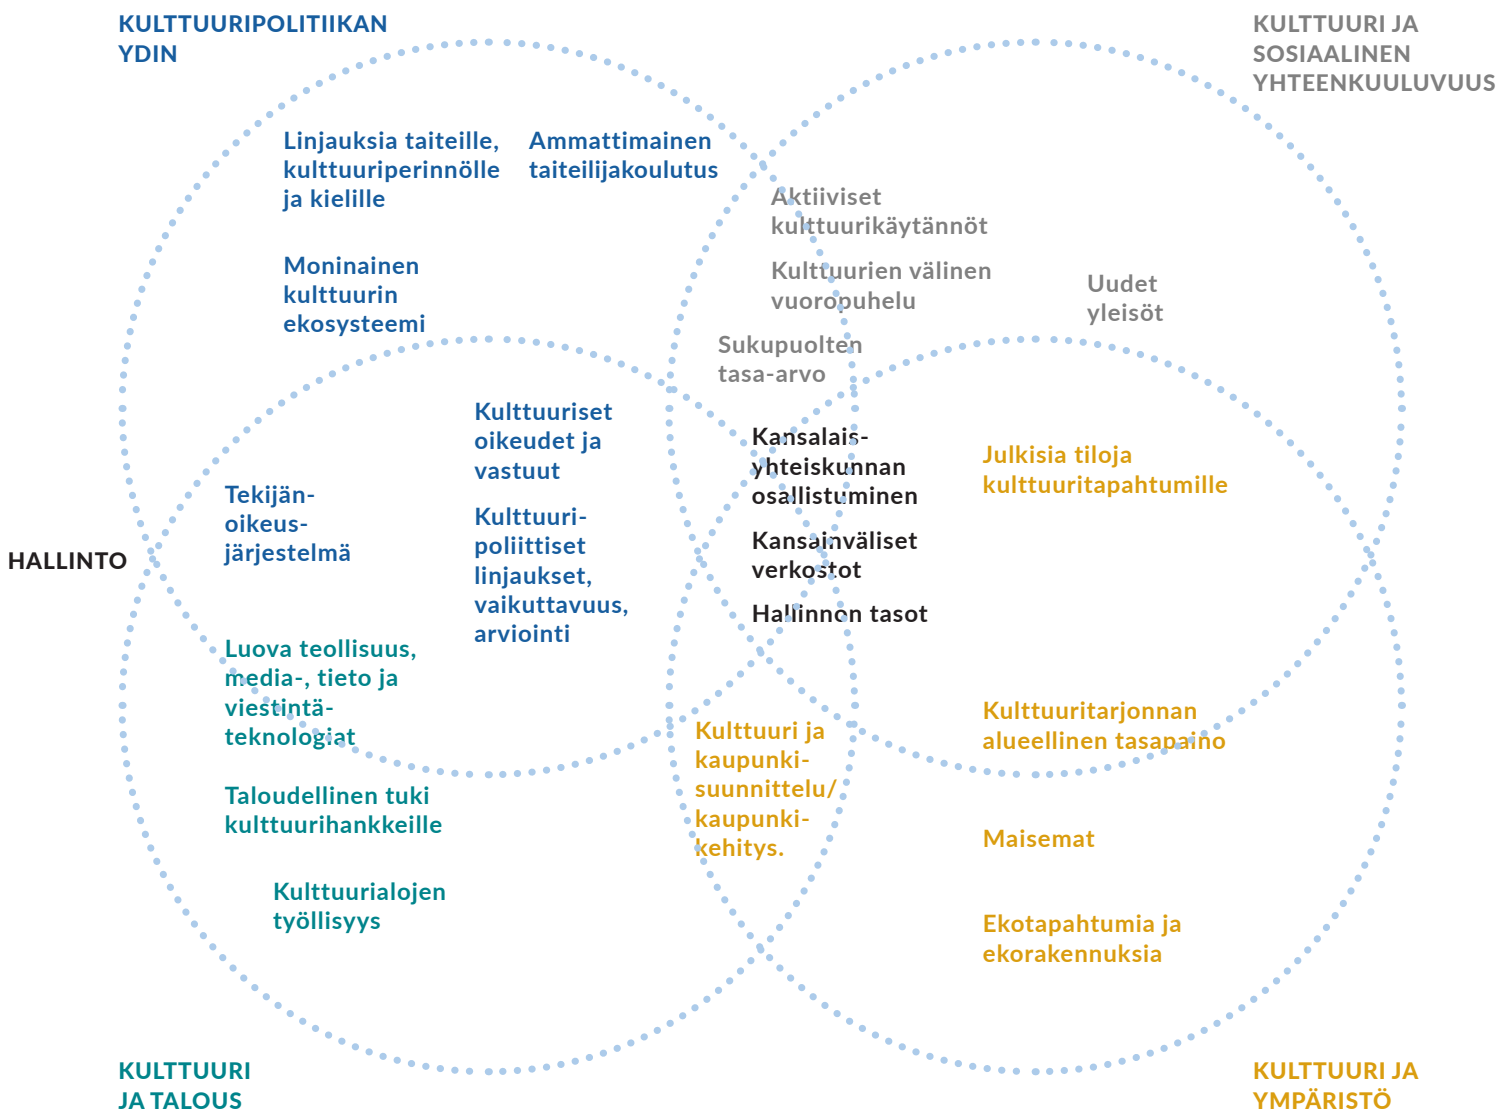 KULTTUURIPOLITIIKAN
YDIN
KULTTUURI JA
SOSIAALINEN
YHTEENKUULUVUUS
Linjauksia taiteille,
kulttuuriperinnölle
ja kielille
Ammattimainen
taiteilijakoulutus
Moninainen
kulttuurin
ekosysteemi
Aktiiviset
kulttuurikäytännöt
Kulttuurien välinen
vuoropuhelu
Uudet
yleisöt
Sukupuolten
tasa-arvo
Kulttuuriset
oikeudet ja
vastuut
Kulttuuri-
poliittiset
linjaukset,
vaikuttavuus,
arviointi
Tekijän-
oikeus-
järjestelmä
HALLINTO
Kansalais-
yhteiskunnan
osallistuminen
Kansainväliset
verkostot
Hallinnon tasot
Julkisia tiloja
kulttuuritapahtumille
Luova teollisuus,
media-, tieto ja
viestintä-
teknologiat
Taloudellinen tuki
kulttuurihankkeille
Kulttuurialojen
työllisyys
Kulttuuri ja
kaupunki-
suunnittelu/
kaupunki-
kehitys.
Kulttuuritarjonnan
alueellinen tasapaino
Maisemat
Ekotapahtumia ja
ekorakennuksia
KULTTUURI
JA TALOUS
KULTTUURI JA
YMPÄRISTÖ